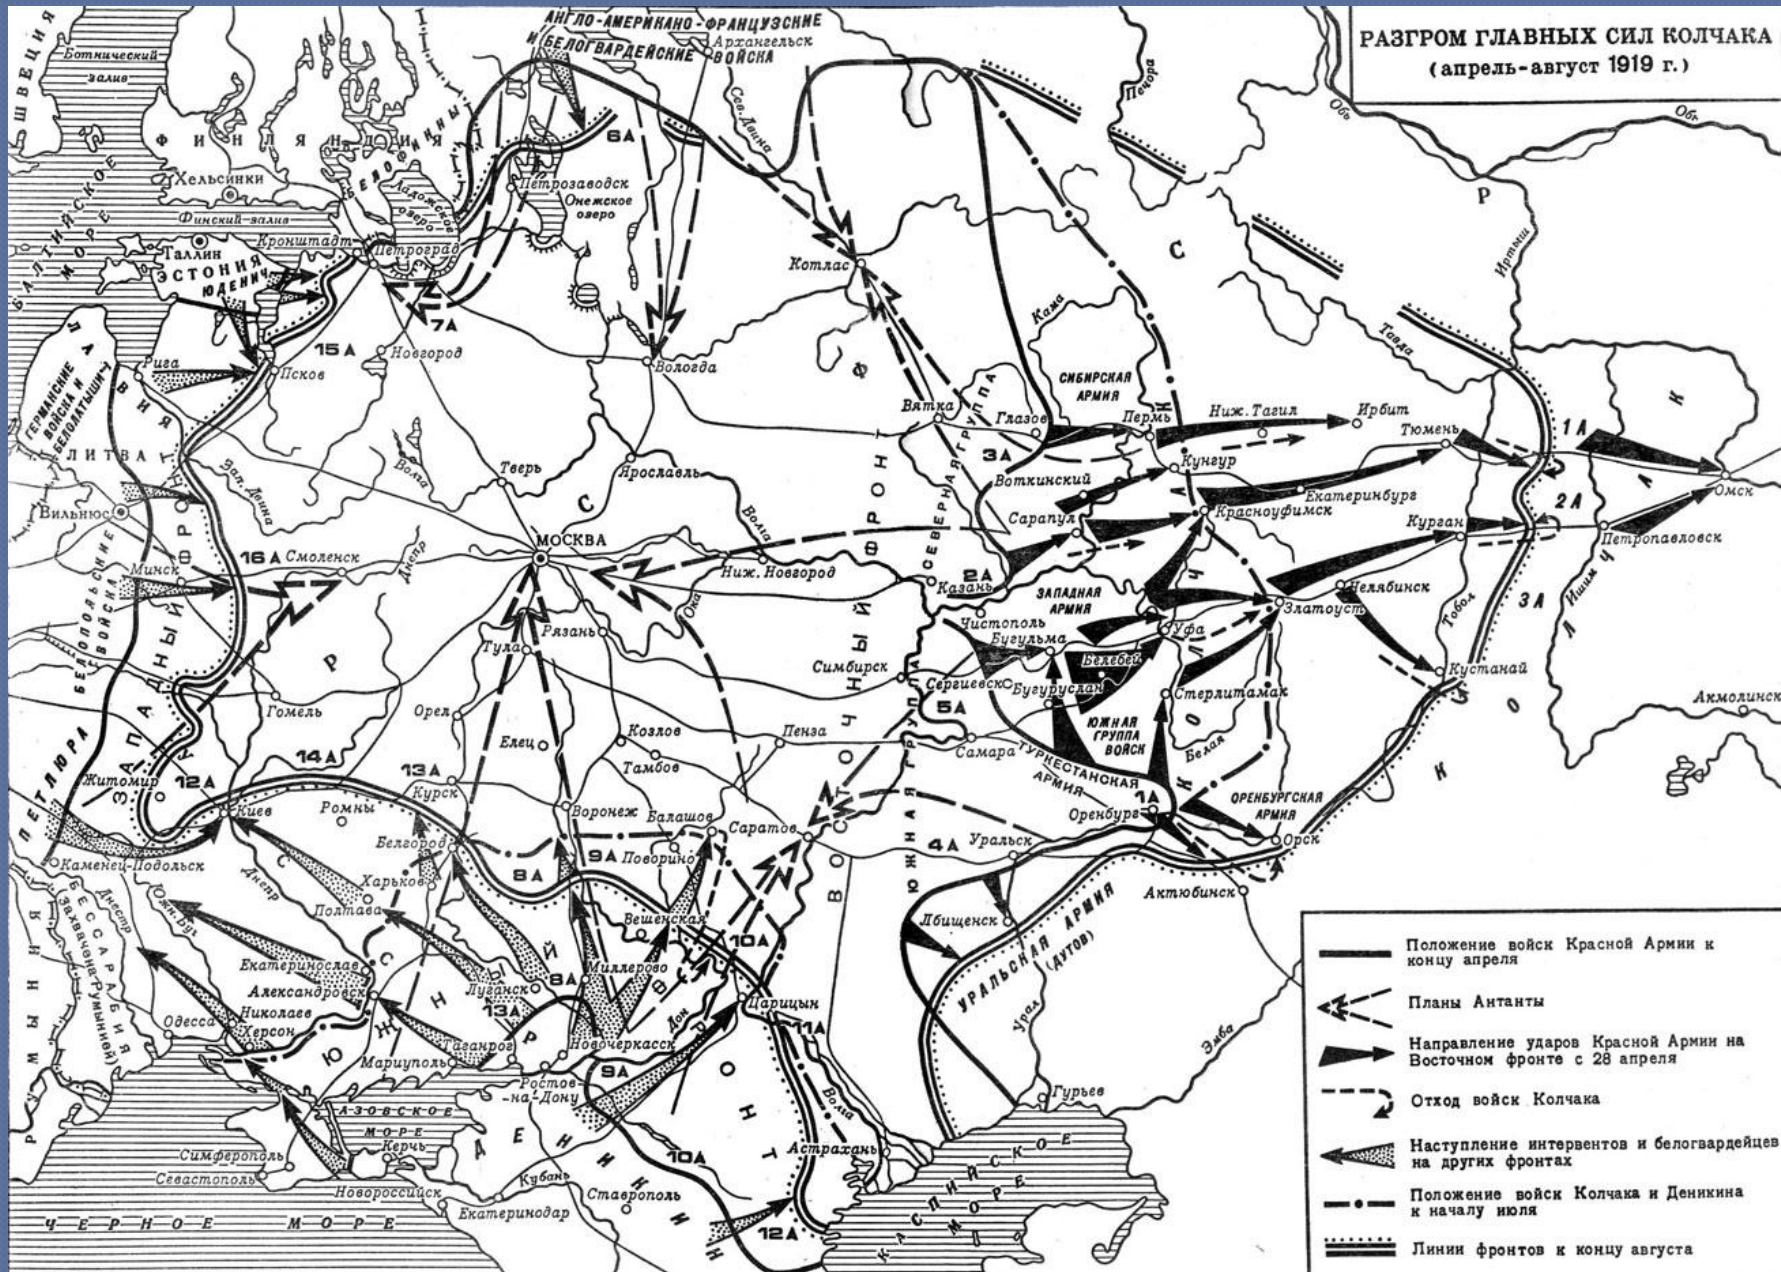 РАЗГРОМ ГЛАВНЫХ СИЛ КОЛЧАКА
(апрель-август 1919 г.)
АНГЛО-АМЕРИКАНО-ФРАНЦУЗСКИЕ
И БЕЛОГВАРДЕЙСКИЕ ВОЙСКА
Архангельск
ШВЕЦИЯ
Ботнический
залив
ФИНЛЯНДИЯ
БЕЛОФИННЫ
Хельсинки
Финский залив
БАЛТИЙСКОЕ
МОРЕ
Ладожское
озеро
Петрозаводск
Онежское
озеро
6А
Сев. Двина
Печора
Обь
Обь
Иртыш
Кронштадт
Петроград
Таллин
ЭСТОНИЯ
ЮДЕНИЧ
7А
15А
Новгород
Псков
Рига
ЛАТВИЯ
ГЕРМАНСКИЕ
ВОЙСКА И
БЕЛОЛАТЫШИ
ЛИТВА
Зап. Двина
Вильнюс
Котлас
Вологда
Кама
Тавда
СИБИРСКАЯ
АРМИЯ
Вятка
Глазов
Пермь
Ниж. Тагил
Ирбит
Тюмень
1А
3А
СЕВЕРНАЯ ГРУППА
Кунгур
Воткинский
Екатеринбург
Омск
Волга
Тверь
Ярославль
Волга
Сарапул
Красноуфимск
Курган
2А
Петропавловск
МОСКВА
16А
Смоленск
Днепр
Минск
БЕЛОПОЛЬСКИЕ
ВОЙСКА
ЗАПАДНЫЙ ФРОНТ
Ниж. Новгород
Казань
2А
ЗАПАДНАЯ
АРМИЯ
Челябинск
Златоуст
Тобол
3А
Ишим
Ока
Рязань
Тула
Чистополь
Бугульма
Уфа
Белебей
Симбирск
Сергиевск
Бугуруслан
Стерлитамак
Кустанай
Акмолинск
5А
ЮЖНАЯ
ГРУППА
ВОЙСК
Белая
Гомель
Орел
Елец
Козлов
Пенза
Самара
Тамбов
ТУРКЕСТАНСКАЯ
АРМИЯ
ВОСТОЧНЫЙ ФРОНТ
ЮЖНАЯ ГРУППА
КОЛЧАК
РСФСР
ПЕТЛЮРА
Житомир
12А
14А
13А
Киев
Ромны
Курск
Воронеж
Балашов
Саратов
1А
Оренбург
ОРЕНБУРГСКАЯ
АРМИЯ
Орск
4А
Уральск
Актюбинск
Белгород
9А
Поворино
8А
Каменец-Подольск
Днепр
Харьков
Полтава
Вешенская
10А
Лбищенск
УРАЛЬСКАЯ АРМИЯ
(ДУТОВ)
РУМЫНИЯ
БЕССАРАБИЯ
(Захвачена Румынией)
Днестр
Южн. Буг
Екатеринослав
Александровск
Николаев
Херсон
Одесса
Луганск
8А
Миллерово
13А
Царицын
11А
Дон
Урал
Эмба
Мариуполь
Таганрог
Новочеркасск
9А
Ростов-
-на-Дону
ЮЖНЫЙ ФРОНТ
Волга
Гурьев
АЗОВСКОЕ
МОРЕ
Керчь
Симферополь
Севастополь
Новороссийск
Кубань
Екатеринодар
Ставрополь
ДЕНИКИН
10А
12А
Астрахань
КАСПИЙСКОЕ
МОРЕ
ЧЕРНОЕ МОРЕ
Положение войск Красной Армии к
концу апреля
Планы Антанты
Направление ударов Красной Армии на
Восточном фронте с 28 апреля
Отход войск Колчака
Наступление интервентов и белогвардейцев
на других фронтах
Положение войск Колчака и Деникина
к началу июля
Линии фронтов к концу августа